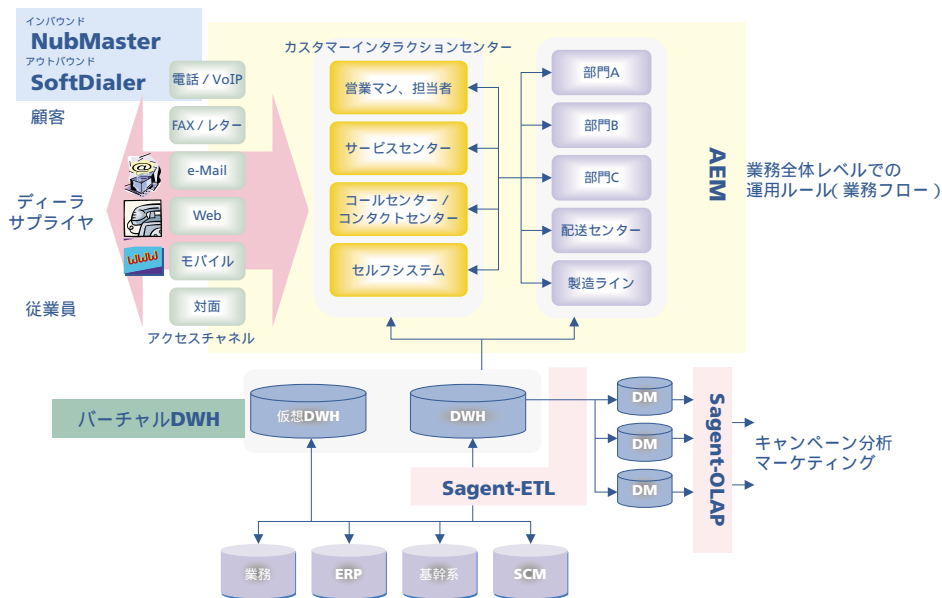 インバウンド
NubMaster
アウトバウンド
SoftDialer
顧客
ディーラ
サプライヤ
従業員
電話 / VoIP
FAX / レター
e-Mail
Web
モバイル
対面
アクセスチャネル
@
WWW
カスタマーインタラクションセンター
営業マン、担当者
サービスセンター
コールセンター /
コンタクトセンター
セルフシステム
部門A
部門B
部門C
配送センター
製造ライン
AEM
業務全体レベルでの
運用ルール( 業務フロー )
バーチャルDWH
仮想DWH
DWH
Sagent-ETL
DM
DM
DM
Sagent-OLAP
キャンペーン分析
マーケティング
業務
ERP
基幹系
SCM